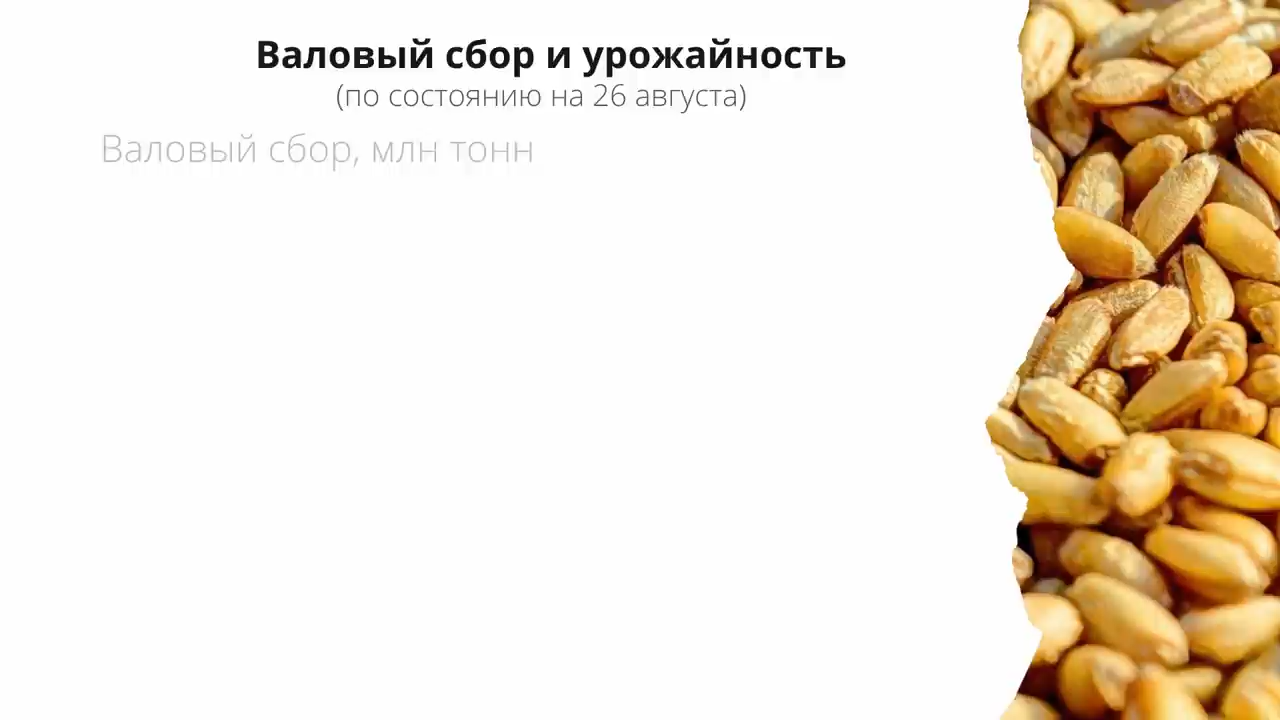 Валовый сбор и урожайность
(по состоянию на 26 августа)
Валовый сбор, млн тонн